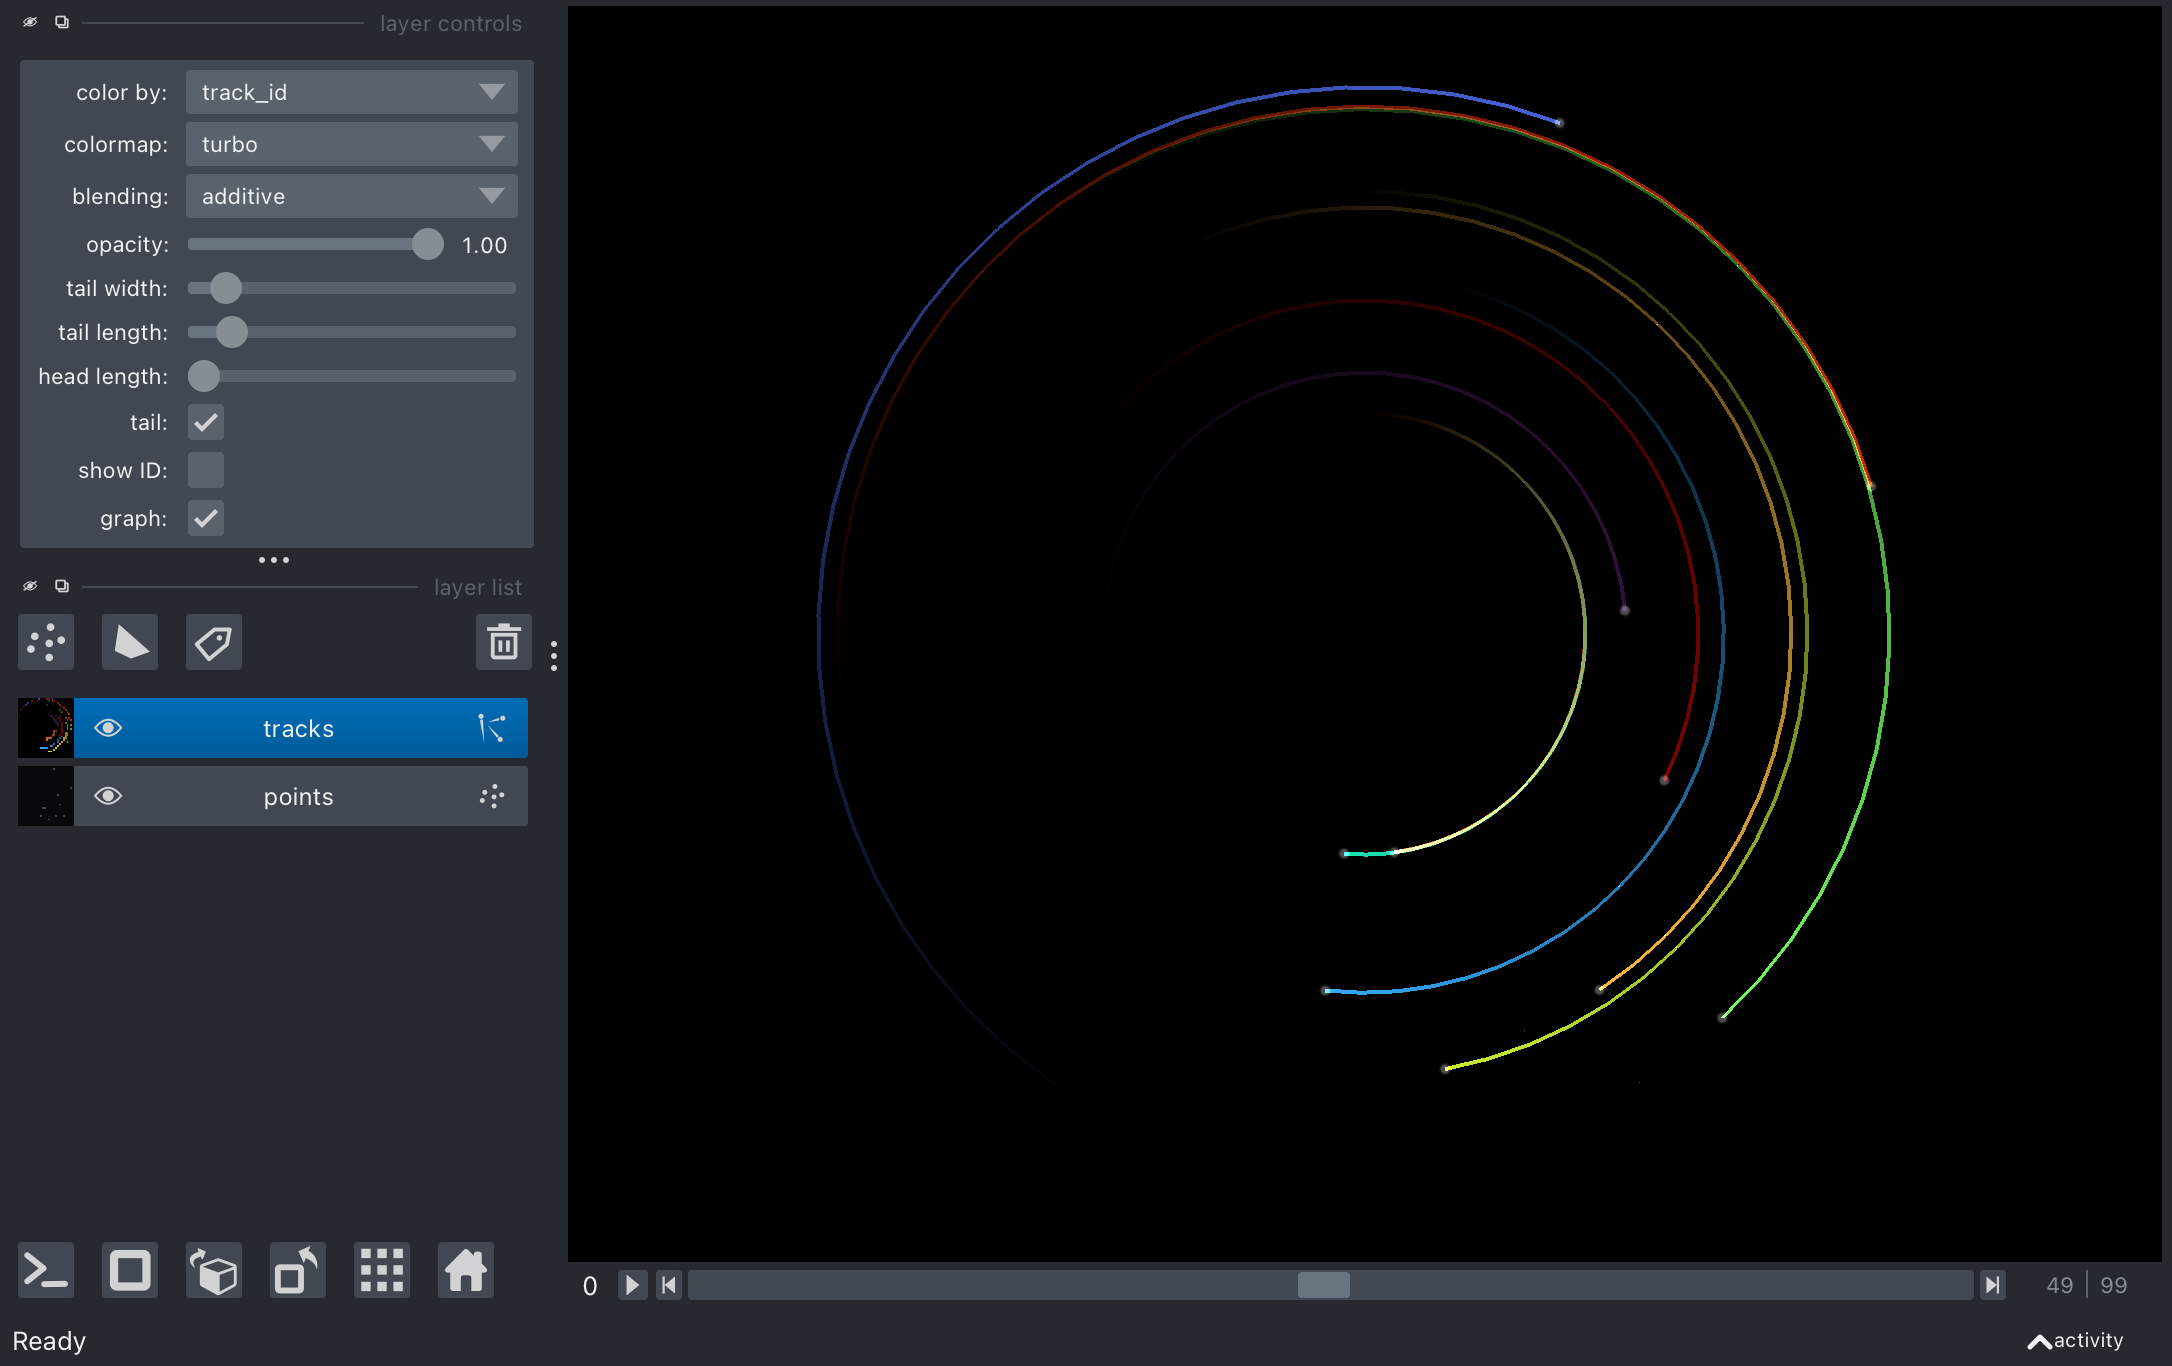 layer controls
color by: track_id
colormap: turbo
blending: additive
opacity: 1.00
tail width:
tail length:
head length:
tail:
show ID:
graph:
layer list
tracks
points
0 49 | 99
Ready activity